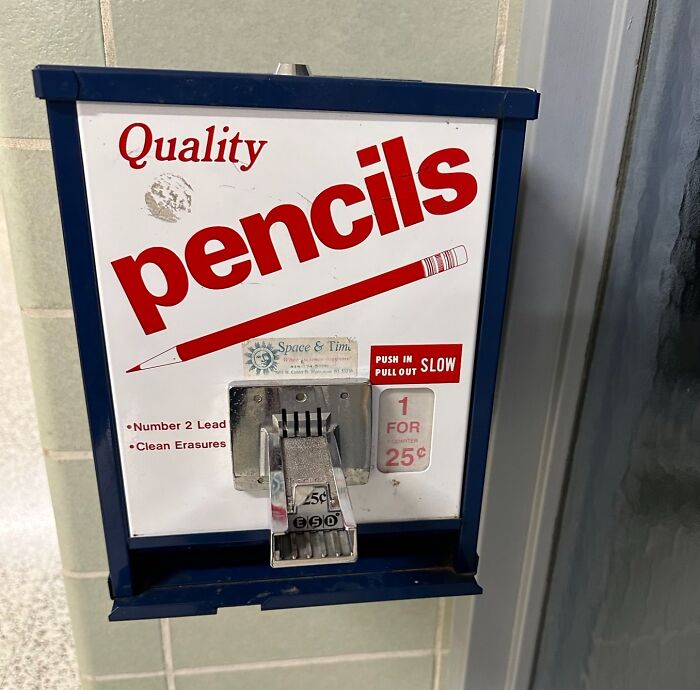 Quality
pencils
Space & Time
PUSH IN
PULL OUT SLOW
•Number 2 Lead
•Clean Erasures
1
FOR
QUARTER
25¢
25¢
ESD